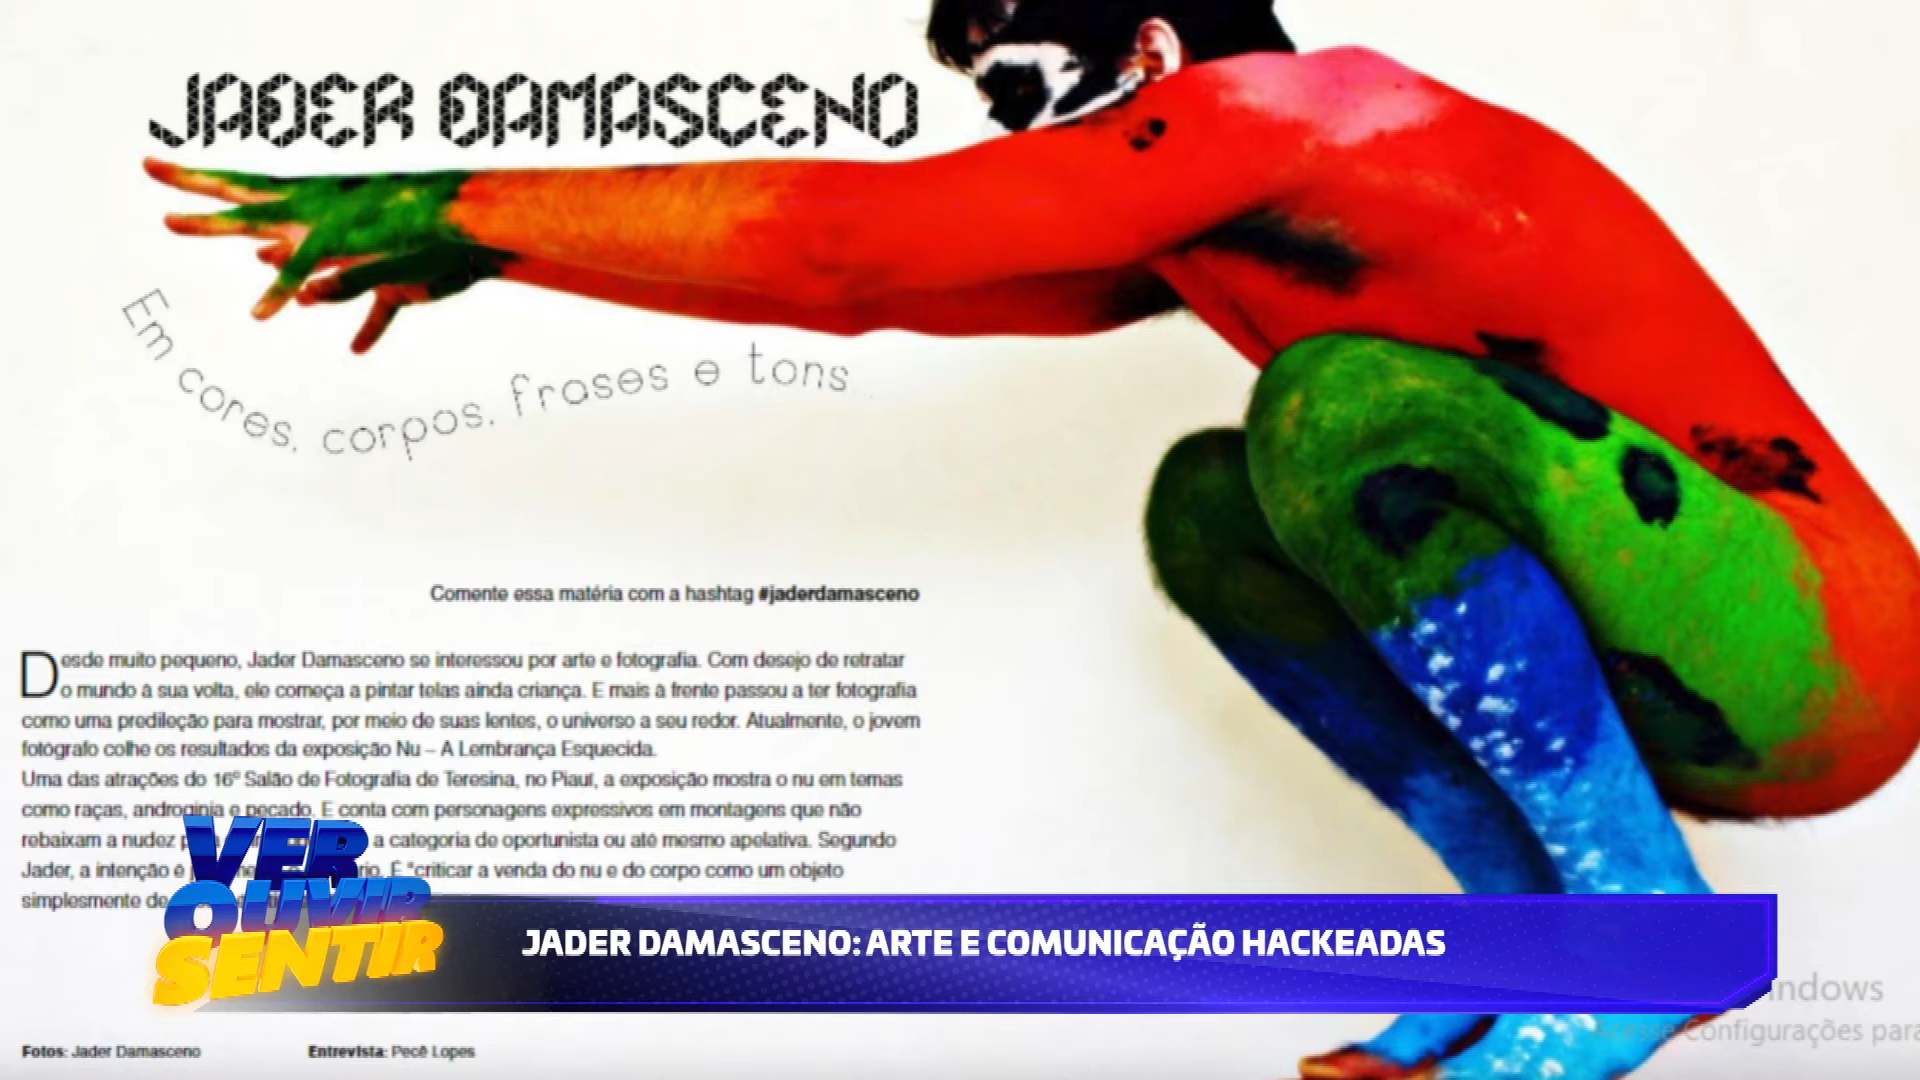 JADER DAMASCENO
Em cores, corpos, frases e tons
Comente essa matéria com a hashtag #jaderdamasceno
Desde muito pequeno, Jader Damasceno se interessou por arte e fotografia. Com desejo de retratar
o mundo à sua volta, ele começa a pintar telas ainda criança. E mais à frente passou a ter fotografia
como uma predileção para mostrar, por meio de suas lentes, o universo a seu redor. Atualmente, o jovem
fotógrafo colhe os resultados da exposição Nu – A Lembrança Esquecida.
Uma das atrações do 16º Salão de Fotografia de Teresina, no Piauí, a exposição mostra o nu em temas
como raças, androginia e pecado. E conta com personagens expressivos em montagens que não
rebaixam a nudez a categoria de oportunista ou até mesmo apelativa. Segundo
Jader, a intenção é É "criticar a venda do nu e do corpo como um objeto
simplesmente de
VER
OUVIR
SENTIR
JADER DAMASCENO: ARTE E COMUNICAÇÃO HACKEADAS
Acesse Configurações para
Fotos: Jader Damasceno
Entrevista: Pecê Lopes